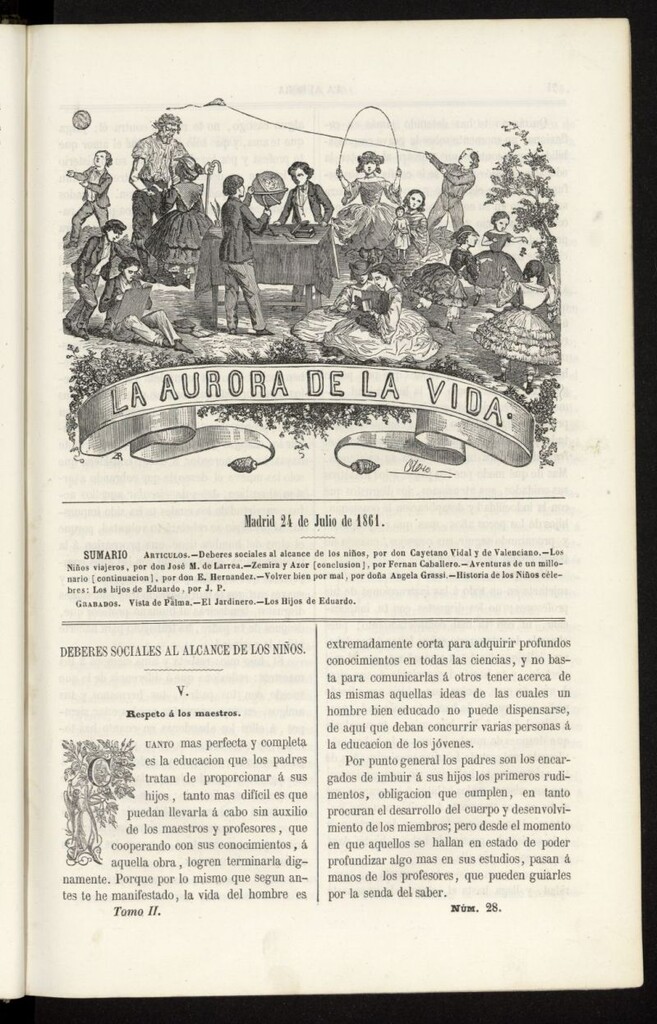 LA AURORA DE LA VIDA.
Otero
Madrid 24 de Julio de 1861.
SUMARIO ARTICULOS.—Deberes sociales al alcance de los niños, por don Cayetano Vidal y de Valenciano.—Los
Niños viajeros, por don José M. de Larrea.—Zemira y Azor [conclusion], por Fernan Caballero.—Aventuras de un millo-
nario [continuacion], por don E. Hernandez.—Volver bien por mal, por doña Angela Grassi.—Historia de los Niños céle-
bres: Los hijos de Eduardo, por J. P.
GRABADOS. Vista de Palma.—El Jardinero.—Los Hijos de Eduardo.
DEBERES SOCIALES AL ALCANCE DE LOS NIÑOS.
V.
Respeto á los maestros.
CUANTO mas perfecta y completa
es la educacion que los padres
tratan de proporcionar á sus
hijos, tanto mas difícil es que
puedan llevarla á cabo sin auxilio
de los maestros y profesores, que
cooperando con sus conocimientos, á
aquella obra, logren terminarla dig-
namente. Porque por lo mismo que segun an-
tes te he manifestado, la vida del hombre es
Tomo II.
extremadamente corta para adquirir profundos
conocimientos en todas las ciencias, y no bas-
ta para comunicarlas á otros tener acerca de
las mismas aquellas ideas de las cuales un
hombre bien educado no puede dispensarse,
de aquí que deban concurrir varias personas á
la educacion de los jóvenes.
Por punto general los padres son los encar-
gados de imbuir á sus hijos los primeros rudi-
mentos, obligacion que cumplen, en tanto
procuran el desarrollo del cuerpo y desenvolvi-
miento de los miembros; pero desde el momento
en que aquellos se hallan en estado de poder
profundizar algo mas en sus estudios, pasan á
manos de los profesores, que pueden guiarles
por la senda del saber.
NÚM. 28.